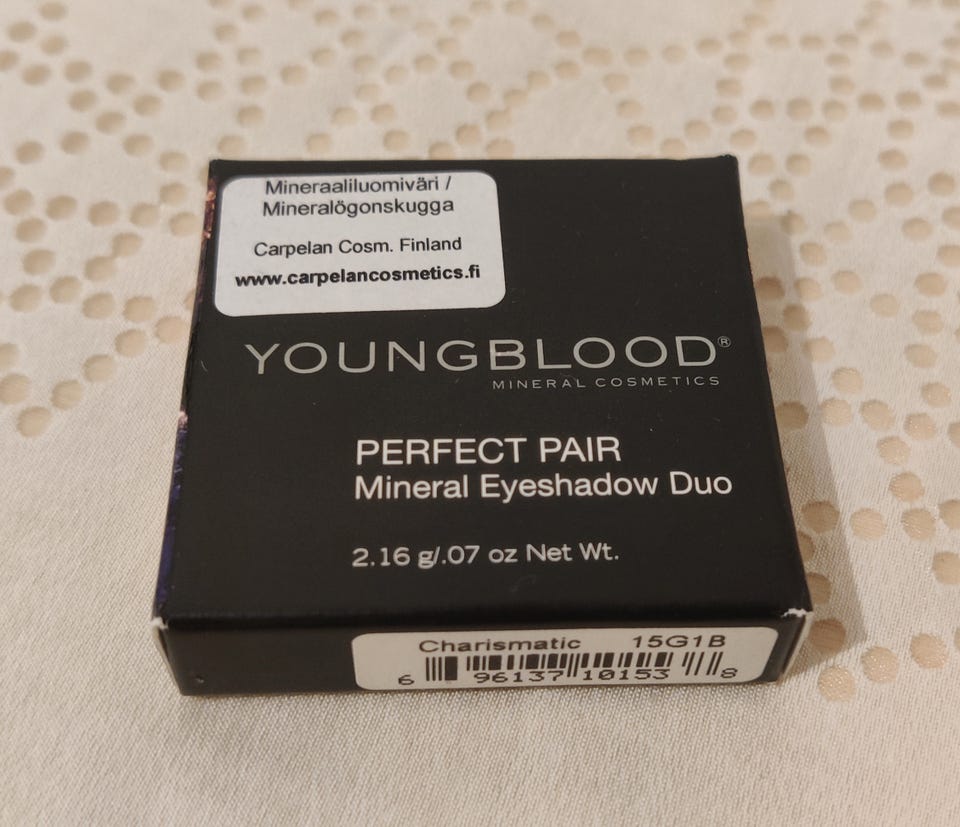 Mineraaliluomiväri /
Mineralögonskugga
Carpelan Cosm. Finland
www.carpelancosmetics.fi
YOUNGBLOOD®
MINERAL COSMETICS
PERFECT PAIR
Mineral Eyeshadow Duo
2.16 g/.07 oz Net Wt.
Charismatic 15G1B
6 96137 10153 8